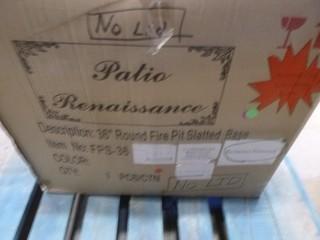 No Lid
Patio
Renaissance
Description: 36" Round Fire Pit Slatted Base
Item No: FPS-36
COLOR:
QTY: 1 PCS/CTN
No LID